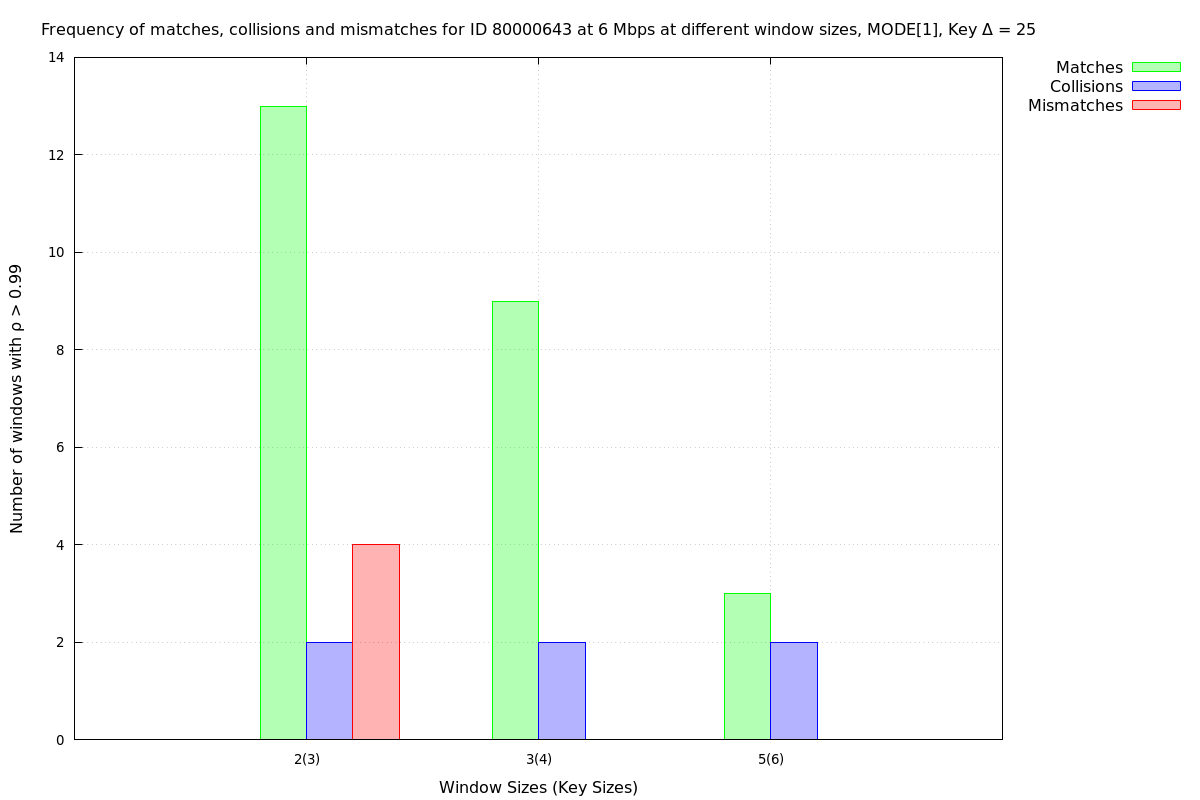 Frequency of matches, collisions and mismatches for ID 80000643 at 6 Mbps at different window sizes, MODE[1], Key Δ = 25
Matches
Collisions
Mismatches
Number of windows with ρ > 0.99
14
12
10
8
6
4
2
0
2(3) 3(4) 5(6)
Window Sizes (Key Sizes)